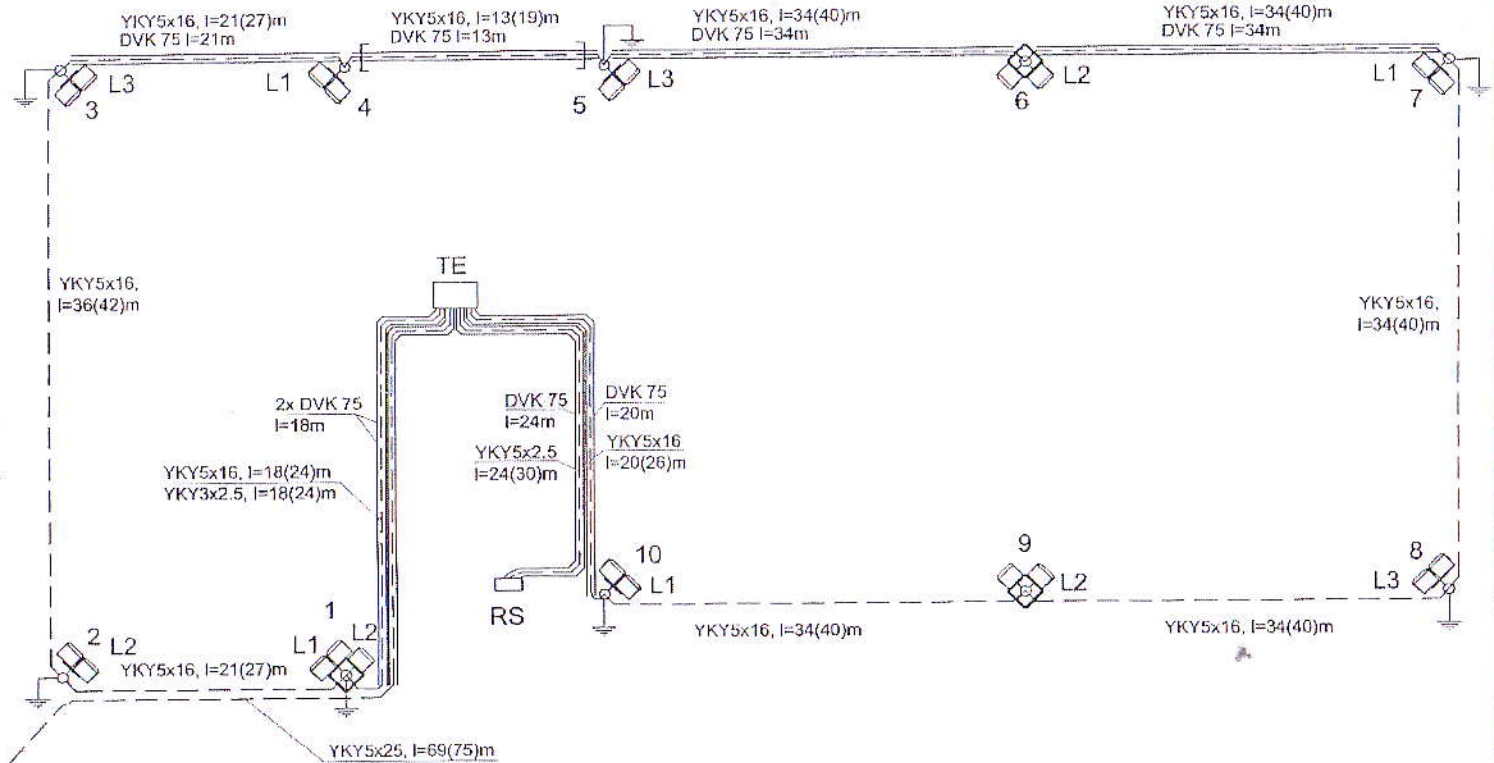 YKY5x16, l=21(27)m
DVK 75 l=21m
YKY5x16, l=13(19)m
DVK 75 l=13m
YKY5x16, l=34(40)m
DVK 75 l=34m
YKY5x16, l=34(40)m
DVK 75 l=34m
L3
3
L1
4
5
L3
6
L2
L1
7
TE
YKY5x16,
l=36(42)m
YKY5x16,
l=34(40)m
2x DVK 75
l=18m
DVK 75
l=24m
DVK 75
l=20m
YKY5x16, l=18(24)m
YKY3x2.5, l=18(24)m
YKY5x2.5
l=24(30)m
YKY5x16
l=20(26)m
10
L1
9
L2
8
L3
RS
1
L1
L2
2
L2
YKY5x16, l=21(27)m
YKY5x16, l=34(40)m
YKY5x16, l=34(40)m
YKY5x25, l=69(75)m